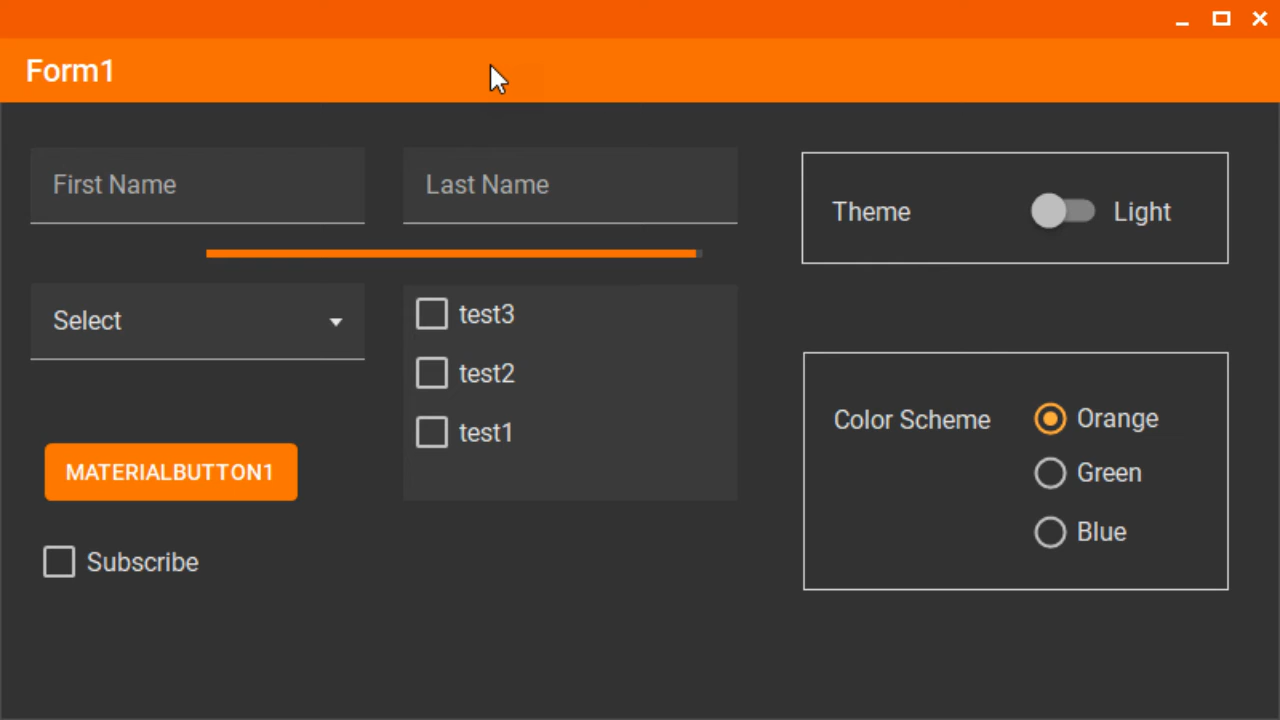 Form1
First Name
Last Name
Theme
Light
Select
test3
test2
test1
Color Scheme
Orange
Green
Blue
MATERIALBUTTON1
Subscribe